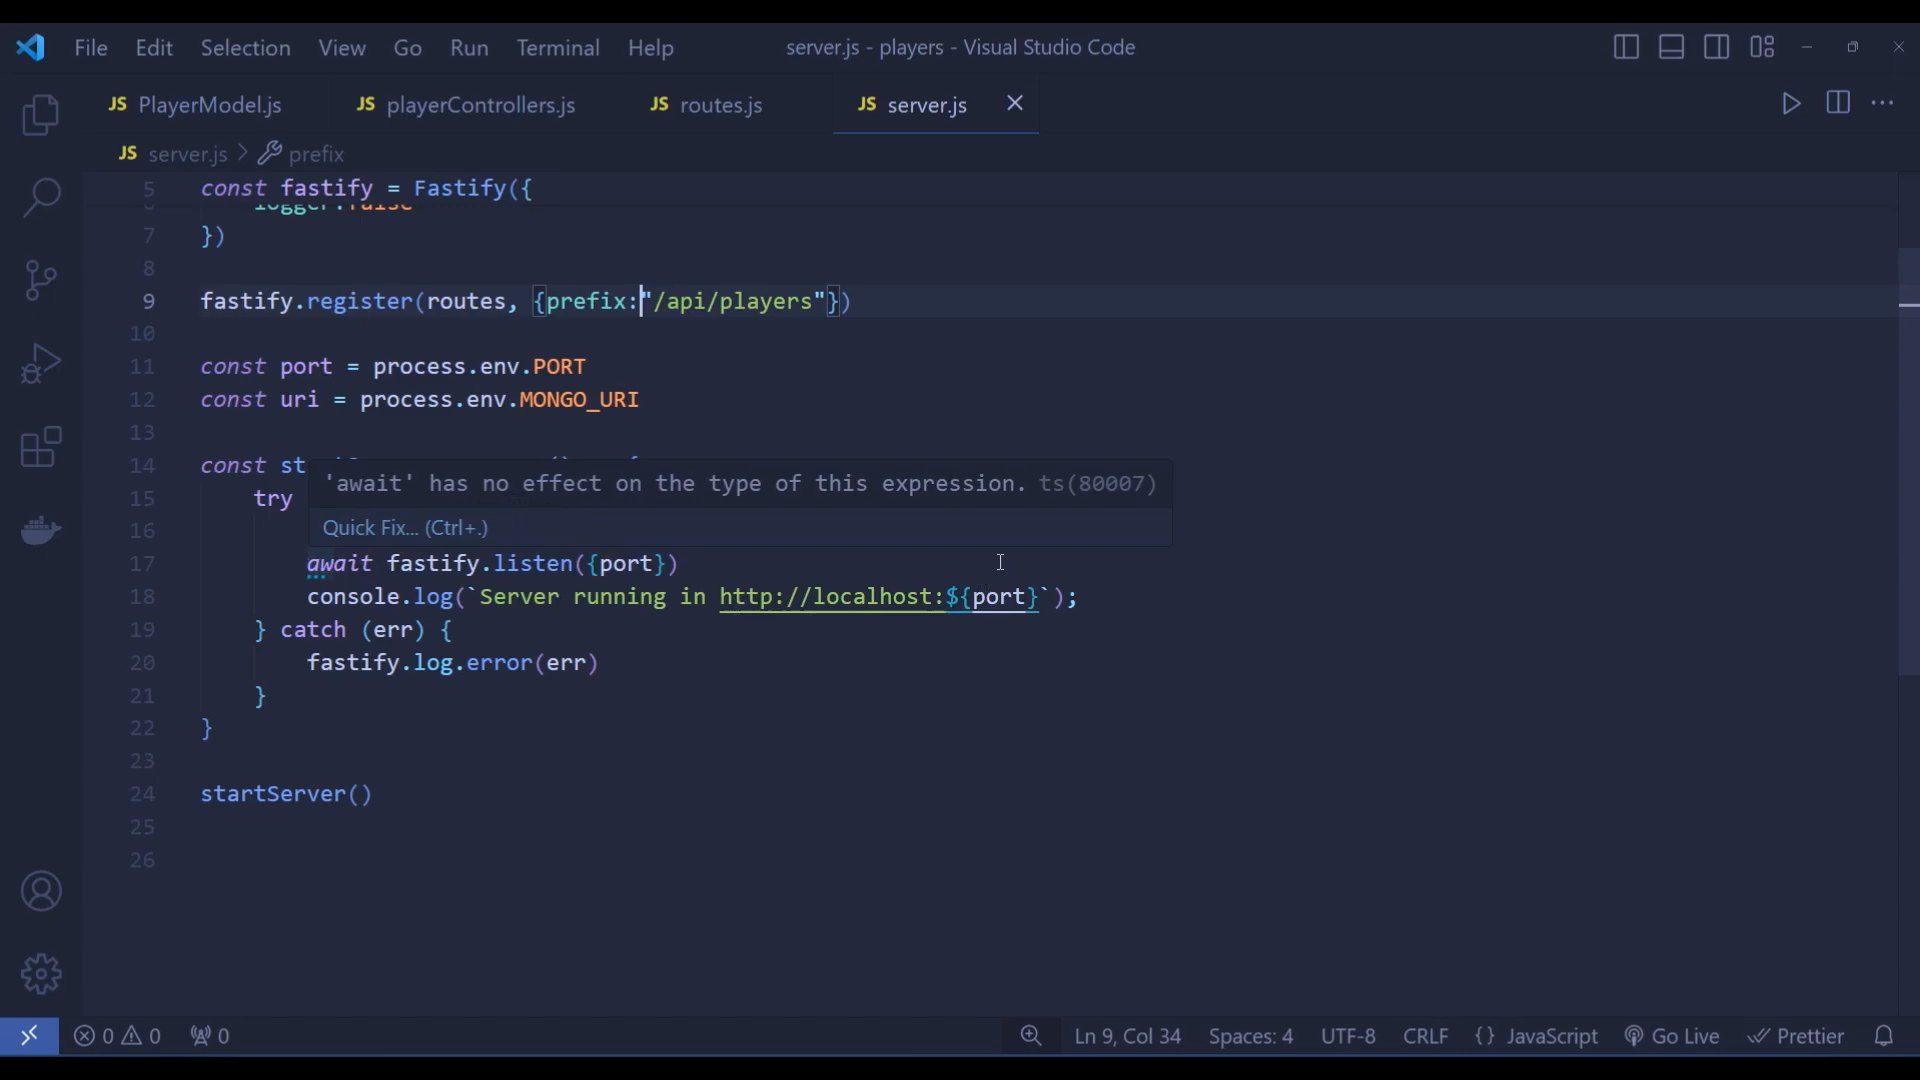 File Edit Selection View Go Run Terminal Help server.js - players - Visual Studio Code
JS PlayerModel.js JS playerControllers.js JS routes.js JS server.js
JS server.js > prefix
5 const fastify = Fastify({
6 logger:false
7 })
8
9 fastify.register(routes, {prefix:"/api/players"})
10
11 const port = process.env.PORT
12 const uri = process.env.MONGO_URI
13
14 const st
'await' has no effect on the type of this expression. ts(80007)
15 try
Quick Fix... (Ctrl+.)
16
17 await fastify.listen({port})
18 console.log(`Server running in http://localhost:${port}`);
19 } catch (err) {
20 fastify.log.error(err)
21 }
22 }
23
24 startServer()
25
26
0 0 0 Ln 9, Col 34 Spaces: 4 UTF-8 CRLF {} JavaScript Go Live Prettier